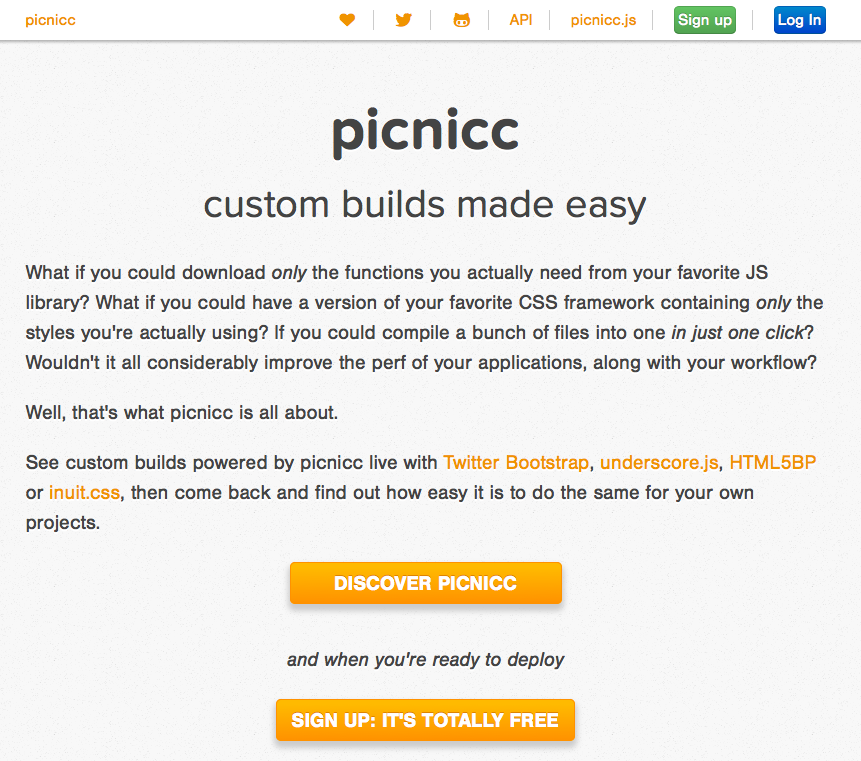 picnicc API picnicc.js Sign up Log In
picnicc
custom builds made easy
What if you could download only the functions you actually need from your favorite JS
library? What if you could have a version of your favorite CSS framework containing only the
styles you're actually using? If you could compile a bunch of files into one in just one click?
Wouldn't it all considerably improve the perf of your applications, along with your workflow?
Well, that's what picnicc is all about.
See custom builds powered by picnicc live with Twitter Bootstrap, underscore.js, HTML5BP
or inuit.css, then come back and find out how easy it is to do the same for your own
projects.
DISCOVER PICNICC
and when you're ready to deploy
SIGN UP: IT'S TOTALLY FREE